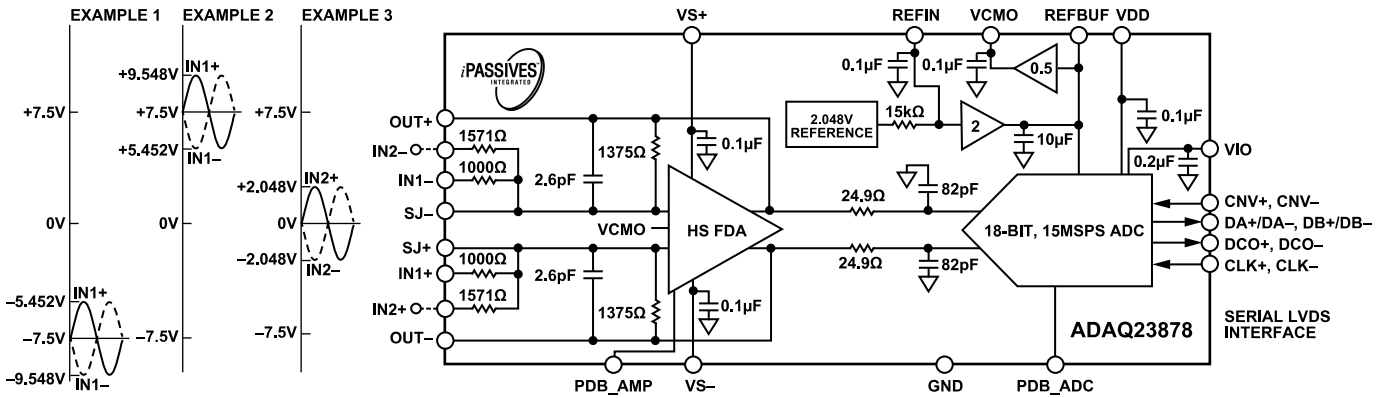 EXAMPLE 1
+7.5V
0V
–5.452V
–7.5V
–9.548V
IN1+
IN1–
EXAMPLE 2
+9.548V
+7.5V
+5.452V
0V
–7.5V
IN1+
IN1–
EXAMPLE 3
+7.5V
+2.048V
0V
–2.048V
–7.5V
IN2+
IN2–
VS+
REFIN
VCMO
REFBUF
VDD
iPASSIVES
INTEGRATED
0.1µF
0.1µF
0.5
2.048V
REFERENCE
15kΩ
2
10µF
0.1µF
0.2µF
VIO
OUT+
IN2–
IN1–
SJ–
SJ+
IN1+
IN2+
OUT–
1571Ω
1000Ω
2.6pF
1375Ω
0.1µF
VCMO
HS FDA
1000Ω
1571Ω
2.6pF
1375Ω
0.1µF
24.9Ω
82pF
24.9Ω
82pF
18-BIT, 15MSPS ADC
CNV+, CNV–
DA+/DA–, DB+/DB–
DCO+, DCO–
CLK+, CLK–
SERIAL LVDS
INTERFACE
ADAQ23878
PDB_AMP
VS–
GND
PDB_ADC